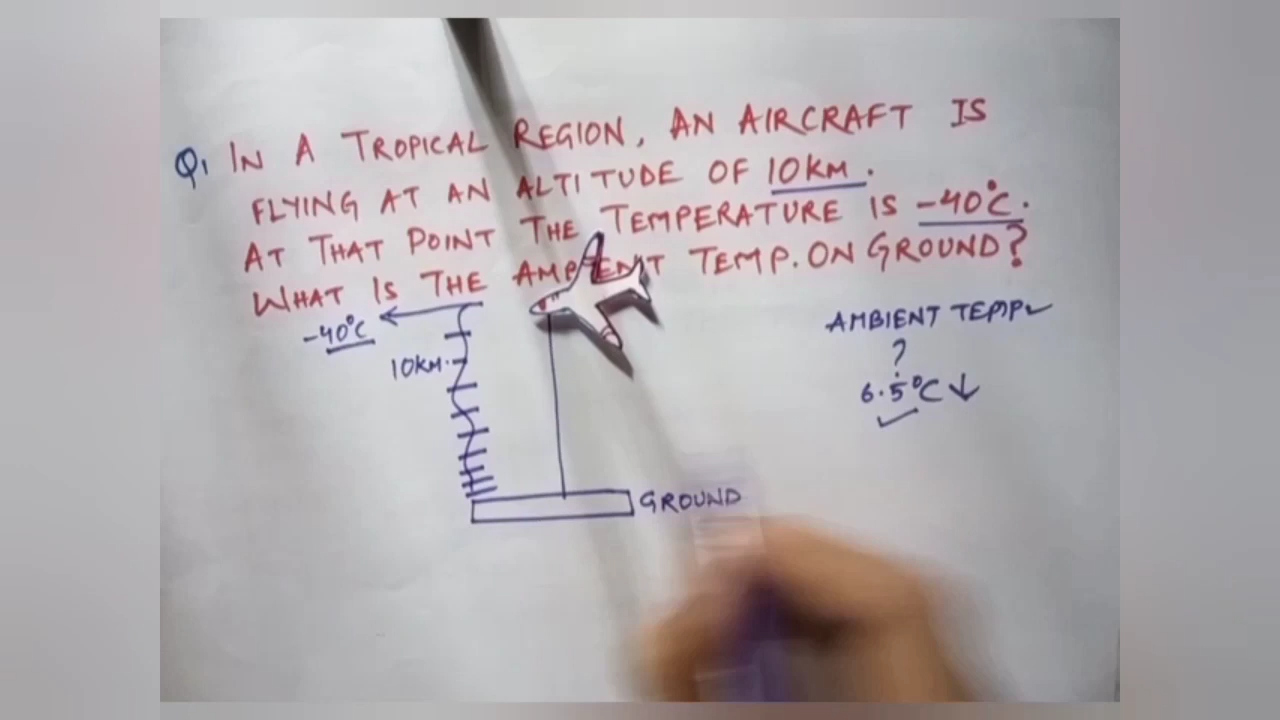 Q1 IN A TROPICAL REGION, AN AIRCRAFT IS
FLYING AT AN ALTITUDE OF 10KM.
AT THAT POINT THE TEMPERATURE IS -40°C.
WHAT IS THE AMBIENT TEMP. ON GROUND?
-40°C
10KM
AMBIENT TEMP
?
6.5°C ↓
GROUND